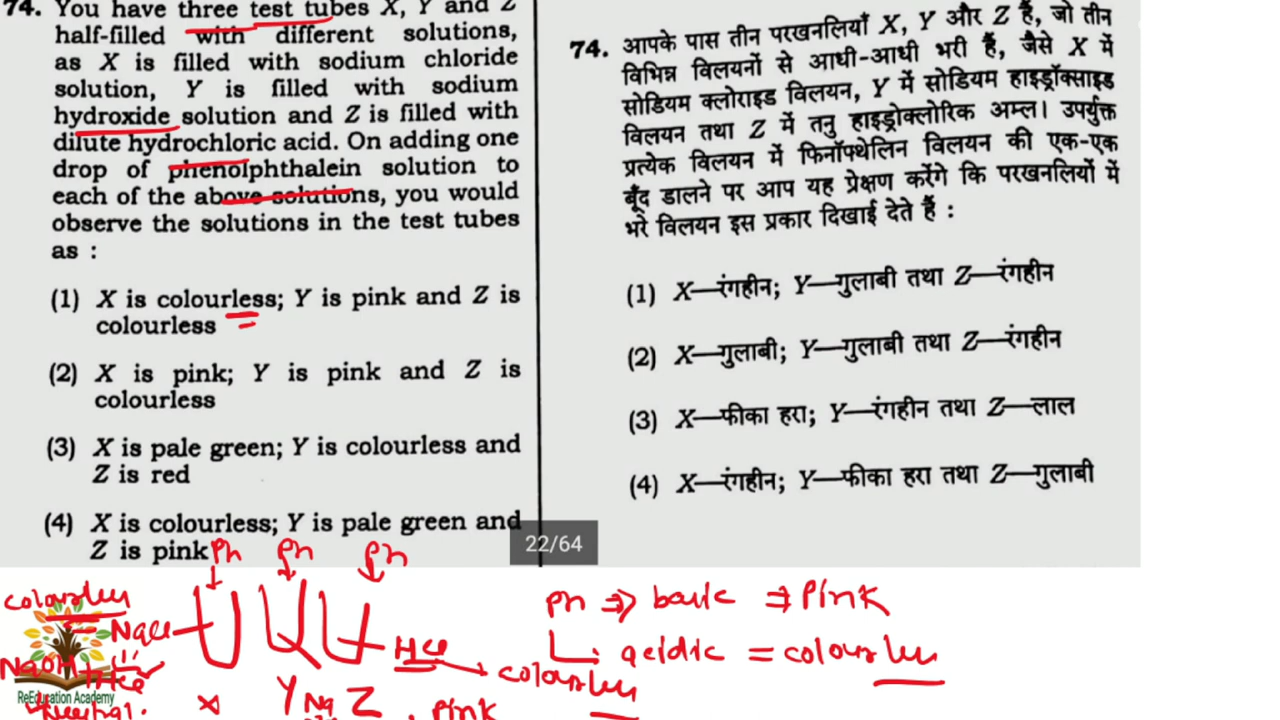 74. You have three test tubes X, Y and Z
half-filled with different solutions,
as X is filled with sodium chloride
solution, Y is filled with sodium
hydroxide solution and Z is filled with
dilute hydrochloric acid. On adding one
drop of phenolphthalein solution to
each of the above solutions, you would
observe the solutions in the test tubes
as :
(1) X is colourless; Y is pink and Z is
colourless
(2) X is pink; Y is pink and Z is
colourless
(3) X is pale green; Y is colourless and
Z is red
(4) X is colourless; Y is pale green and
Z is pink
74. आपके पास तीन परखनलियाँ X, Y और Z हैं, जो तीन
विभिन्न विलयनों से आधी-आधी भरी हैं, जैसे X में
सोडियम क्लोराइड विलयन, Y में सोडियम हाइड्रॉक्साइड
विलयन तथा Z में तनु हाइड्रोक्लोरिक अम्ल। उपर्युक्त
प्रत्येक विलयन में फिनॉफ्थेलिन विलयन की एक-एक
बूँद डालने पर आप यह प्रेक्षण करेंगे कि परखनलियों में
भरे विलयन इस प्रकार दिखाई देते हैं :
(1) X—रंगहीन; Y—गुलाबी तथा Z—रंगहीन
(2) X—गुलाबी; Y—गुलाबी तथा Z—रंगहीन
(3) X—फीका हरा; Y—रंगहीन तथा Z—लाल
(4) X—रंगहीन; Y—फीका हरा तथा Z—गुलाबी
22/64
Ph Ph Ph
colourless
NaCl
HCl
colourless
Ph ⇒ basic ⇒ Pink
acidic = colourless
NaOH + HCl
ReEducation Academy
Neutral.
X Y Na Z
Pink